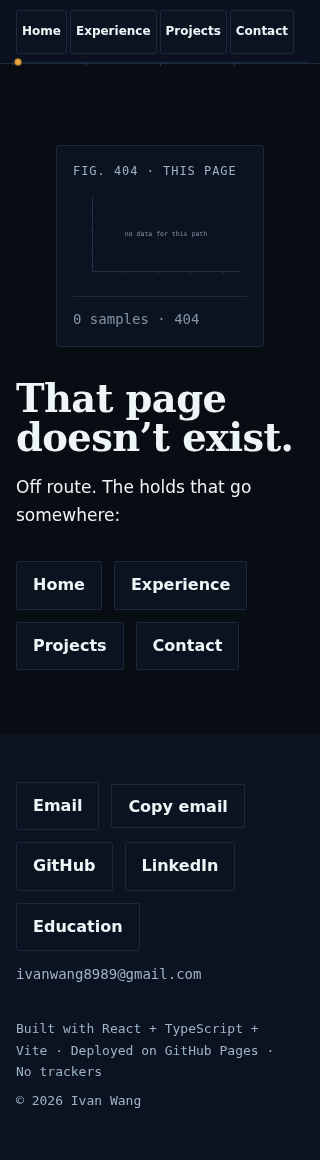 Home Experience Projects Contact
FIG. 404 · THIS PAGE
no data for this path
0 samples · 404
That page
doesn’t exist.
Off route. The holds that go
somewhere:
Home Experience
Projects Contact
Email Copy email
GitHub LinkedIn
Education
ivanwang8989@gmail.com
Built with React + TypeScript +
Vite · Deployed on GitHub Pages ·
No trackers
© 2026 Ivan Wang